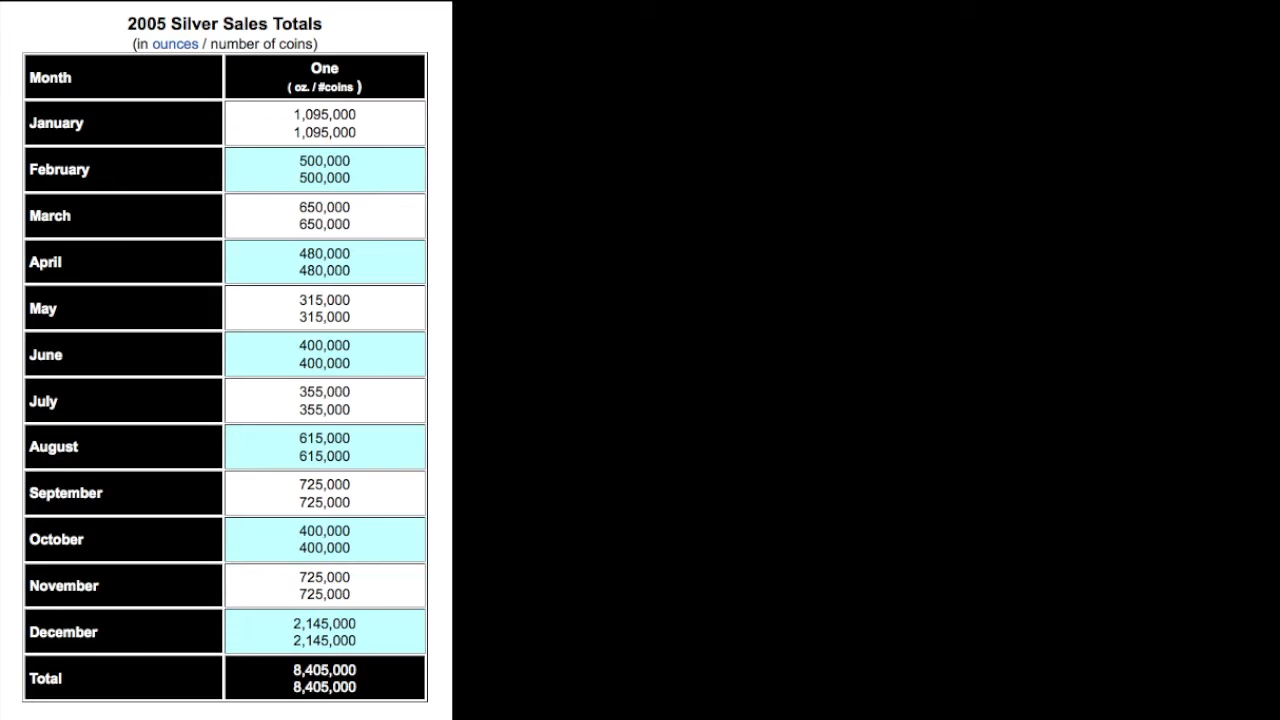 2005 Silver Sales Totals
(in ounces / number of coins)
Month
One
( oz. / #coins )
January
1,095,000
1,095,000
February
500,000
500,000
March
650,000
650,000
April
480,000
480,000
May
315,000
315,000
June
400,000
400,000
July
355,000
355,000
August
615,000
615,000
September
725,000
725,000
October
400,000
400,000
November
725,000
725,000
December
2,145,000
2,145,000
Total
8,405,000
8,405,000